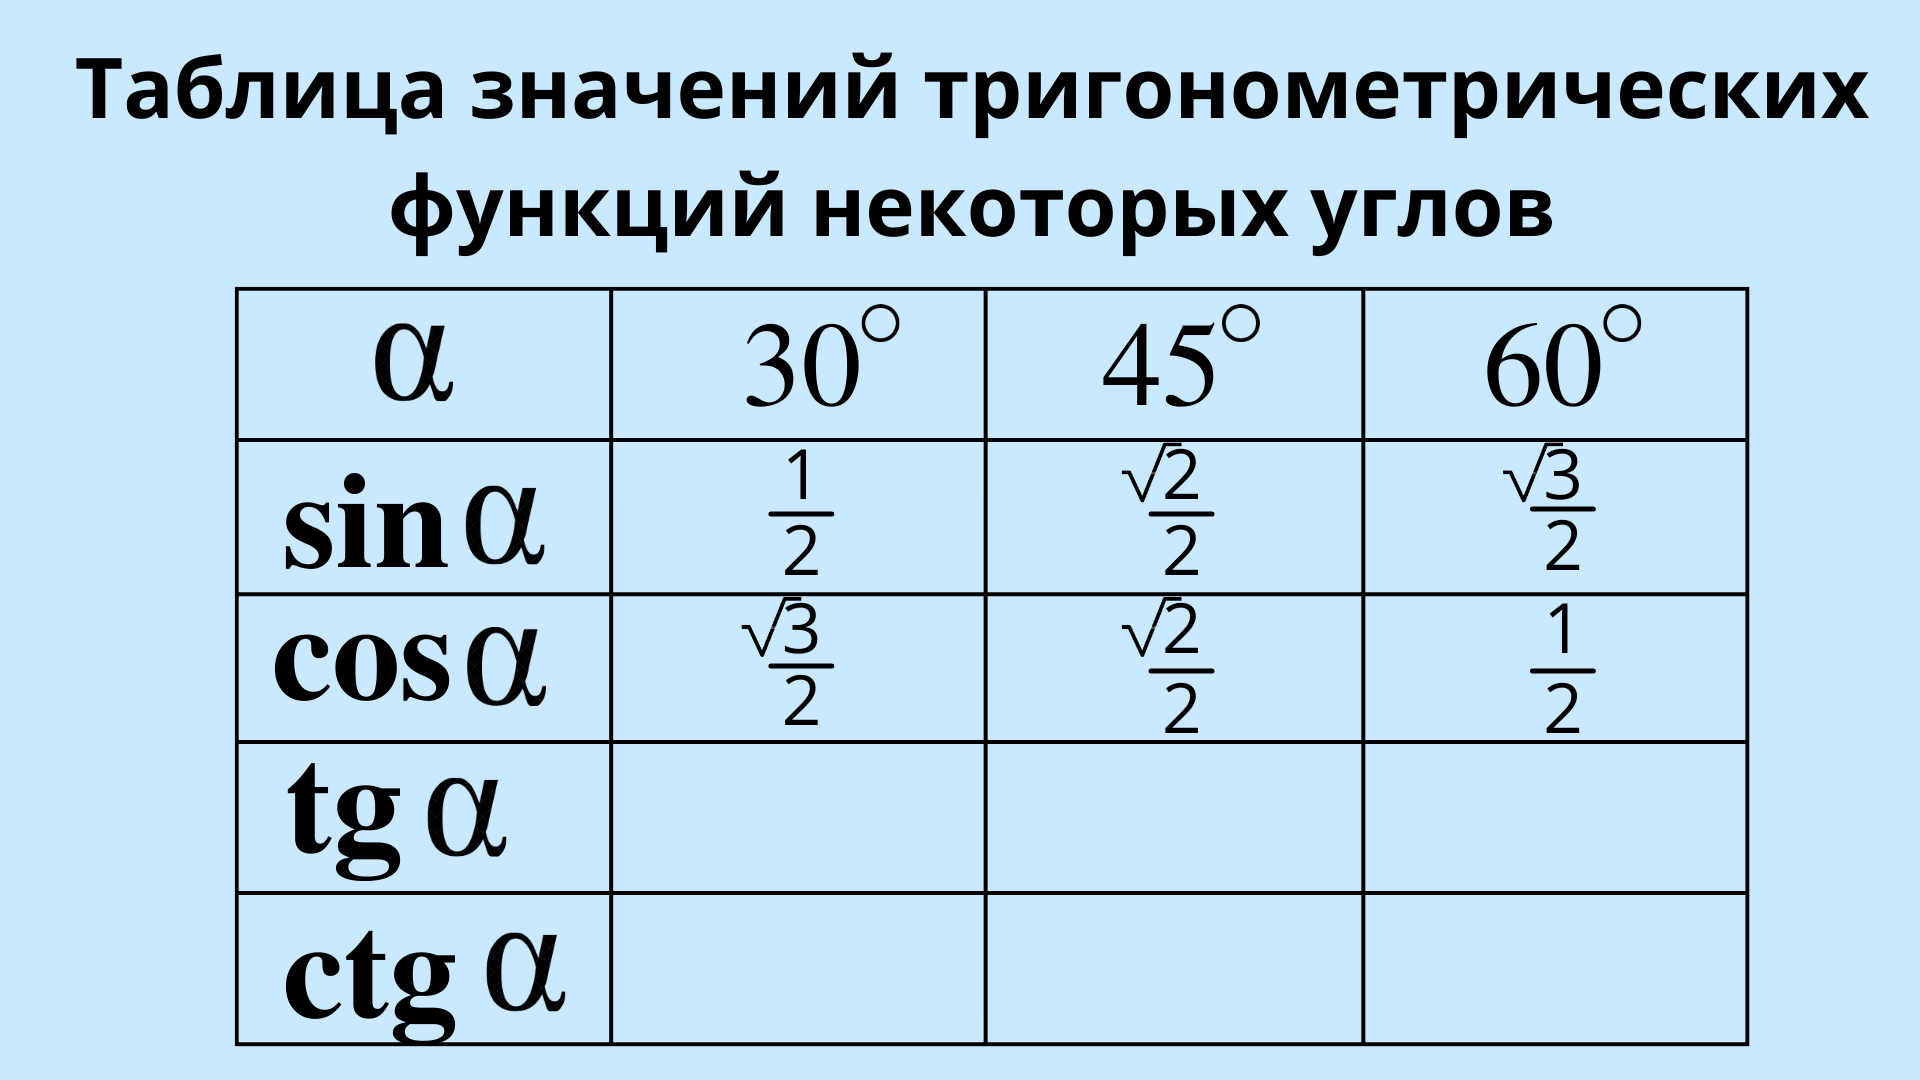 Таблица значений тригонометрических
функций некоторых углов
α 30° 45° 60°
sin α 1/2 √2/2 √3/2
cos α √3/2 √2/2 1/2
tg α
ctg α